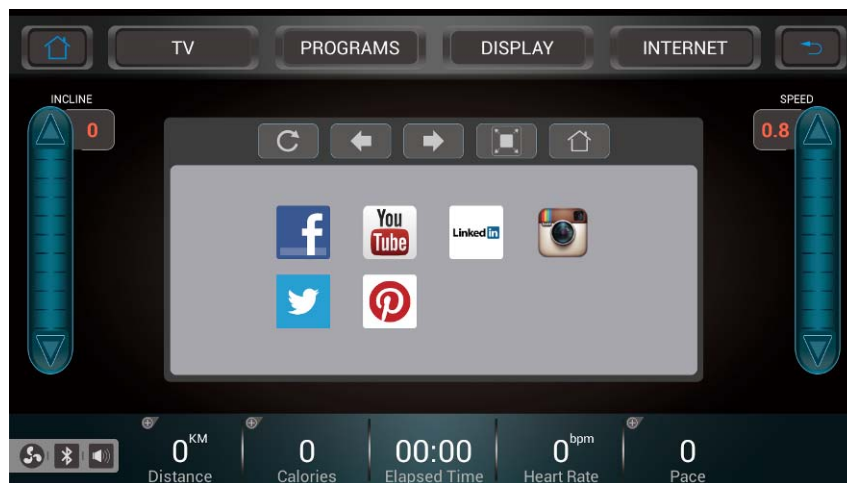 TV
PROGRAMS
DISPLAY
INTERNET
INCLINE
0
SPEED
0.8
f
You
Tube
Linked in
0 KM
Distance
0
Calories
00:00
Elapsed Time
0 bpm
Heart Rate
0
Pace